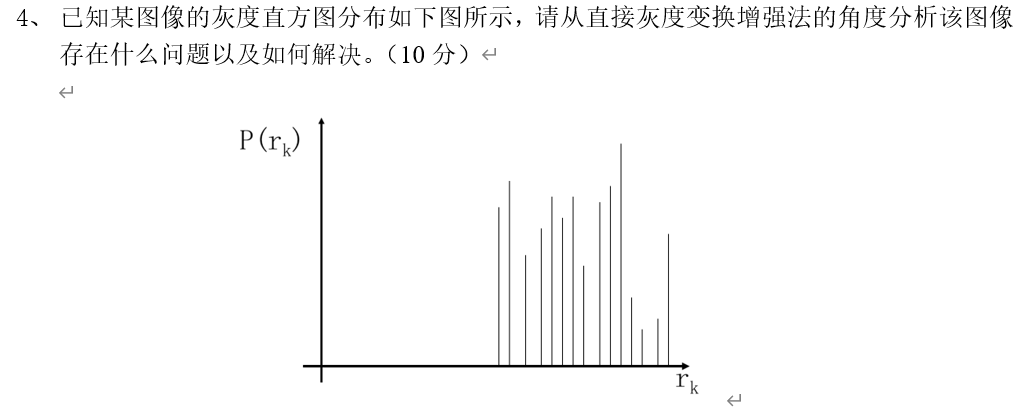 4、 已知某图像的灰度直方图分布如下图所示，请从直接灰度变换增强法的角度分析该图像
存在什么问题以及如何解决。（10 分）↵
↵
P(rk)
rk
↵